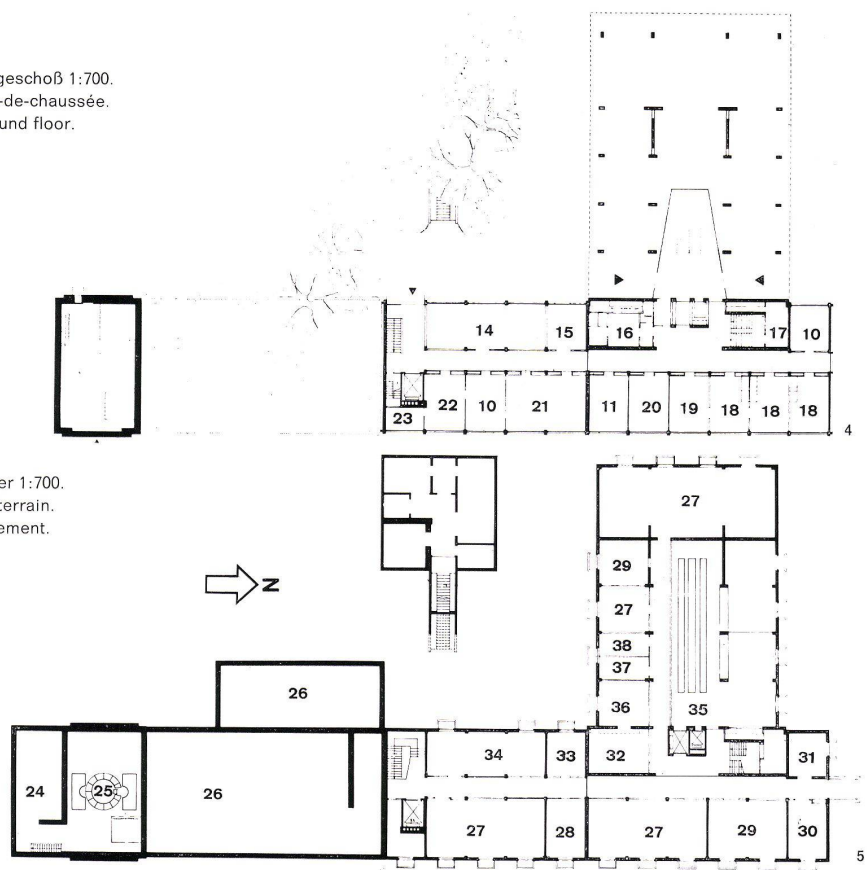 geschoß 1:700.
-de-chaussée.
und floor.
14 15 16 17 10
23 22 10 21 11 20 19 18 18 18
4
er 1:700.
terrain.
ement.
27
29
27
38
37
N
26
36 35
24 25 26 34 33 32 31
27 28 27 29 30
5